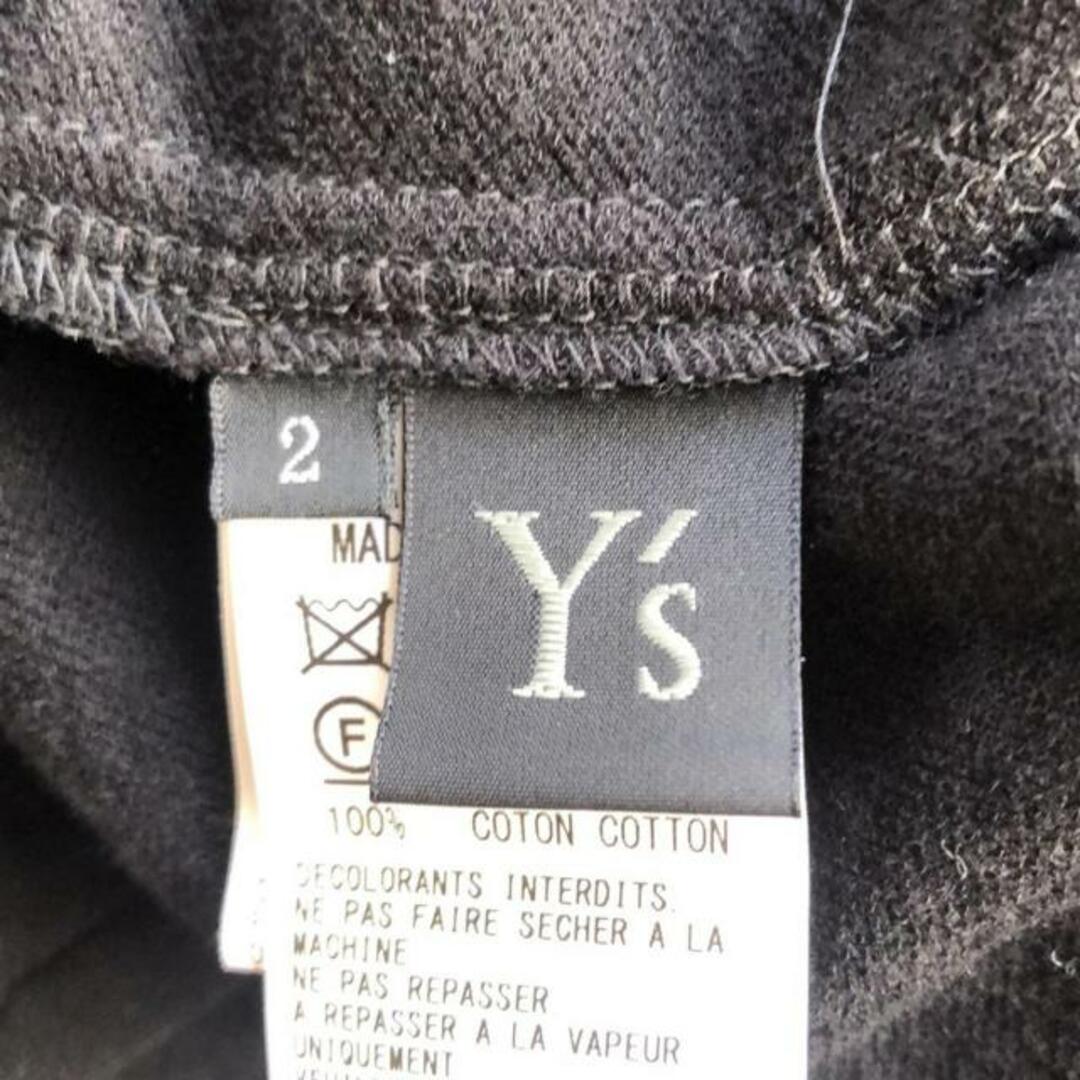 2
Y's
MAD
F
100% COTON COTTON
DECOLORANTS INTERDITS.
NE PAS FAIRE SECHER A LA
MACHINE
NE PAS REPASSER
A REPASSER A LA VAPEUR
UNIQUEMENT